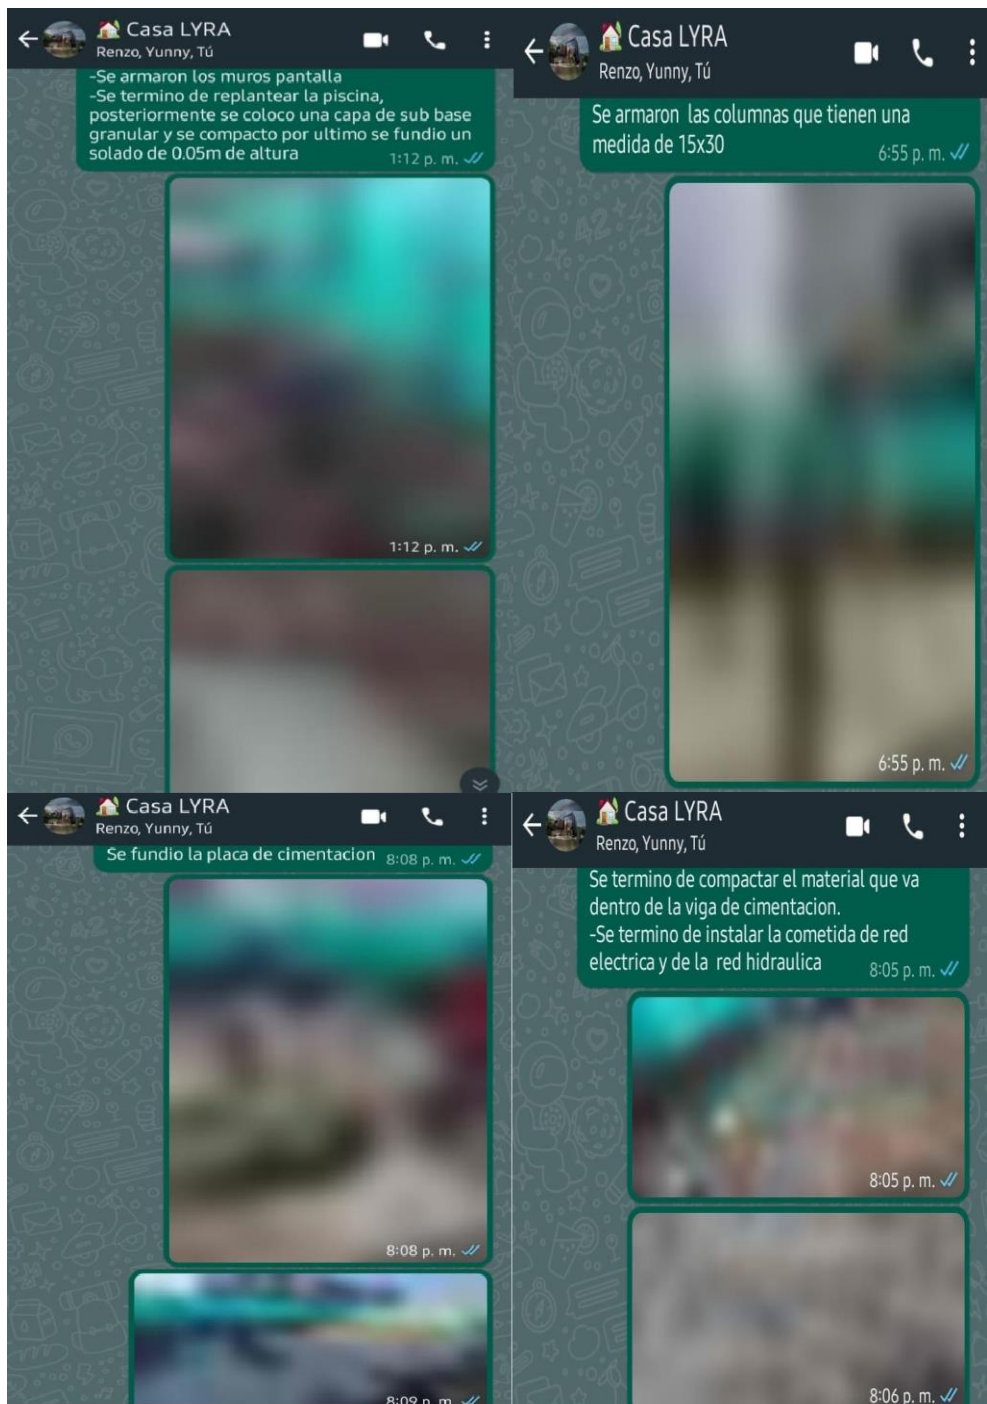 Casa LYRA
Renzo, Yunny, Tú
-Se armaron los muros pantalla
-Se termino de replantear la piscina,
posteriormente se coloco una capa de sub base
granular y se compacto por ultimo se fundio un
solado de 0.05m de altura
1:12 p. m.
1:12 p. m.
Casa LYRA
Renzo, Yunny, Tú
Se armaron las columnas que tienen una
medida de 15x30
6:55 p. m.
6:55 p. m.
Casa LYRA
Renzo, Yunny, Tú
Se fundio la placa de cimentacion
8:08 p. m.
8:08 p. m.
8:09 p. m.
Casa LYRA
Renzo, Yunny, Tú
Se termino de compactar el material que va
dentro de la viga de cimentacion.
-Se termino de instalar la cometida de red
electrica y de la red hidraulica
8:05 p. m.
8:05 p. m.
8:06 p. m.